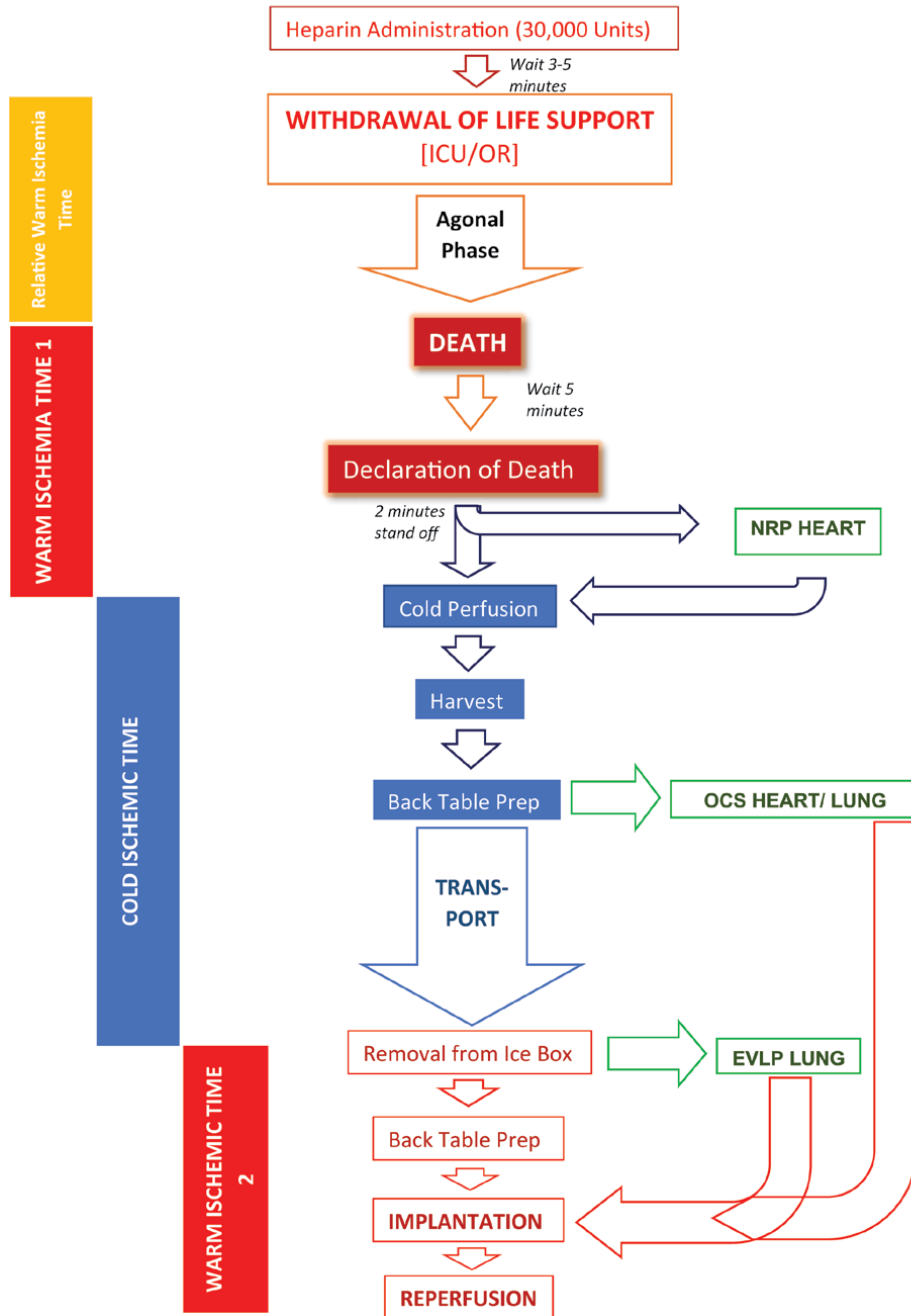 Heparin Administration (30,000 Units)
Wait 3-5
minutes
WITHDRAWAL OF LIFE SUPPORT
[ICU/OR]
Relative Warm Ischemia
Time
Agonal
Phase
DEATH
Wait 5
minutes
WARM ISCHEMIA TIME 1
Declaration of Death
2 minutes
stand off
NRP HEART
Cold Perfusion
Harvest
COLD ISCHEMIC TIME
Back Table Prep
OCS HEART/ LUNG
TRANS-
PORT
Removal from Ice Box
EVLP LUNG
WARM ISCHEMIC TIME
2
Back Table Prep
IMPLANTATION
REPERFUSION